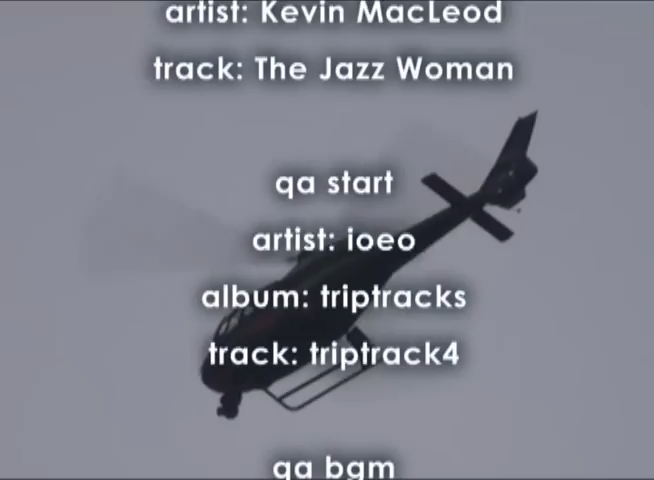 artist: Kevin MacLeod
track: The Jazz Woman
qa start
artist: ioeo
album: triptracks
track: triptrack4
qa bgm